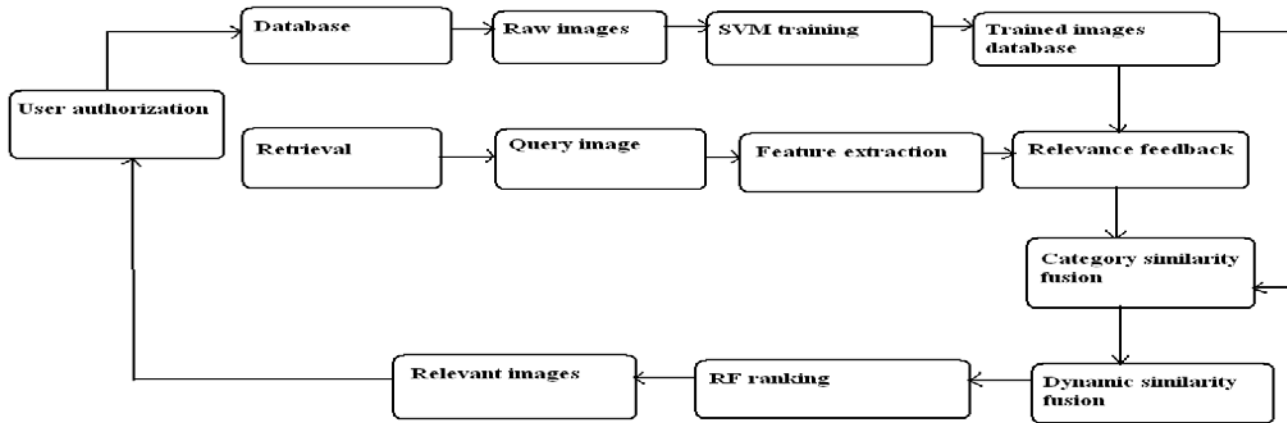 Database
Raw images
SVM training
Trained images
database
User authorization
Retrieval
Query image
Feature extraction
Relevance feedback
Category similarity
fusion
Relevant images
RF ranking
Dynamic similarity
fusion